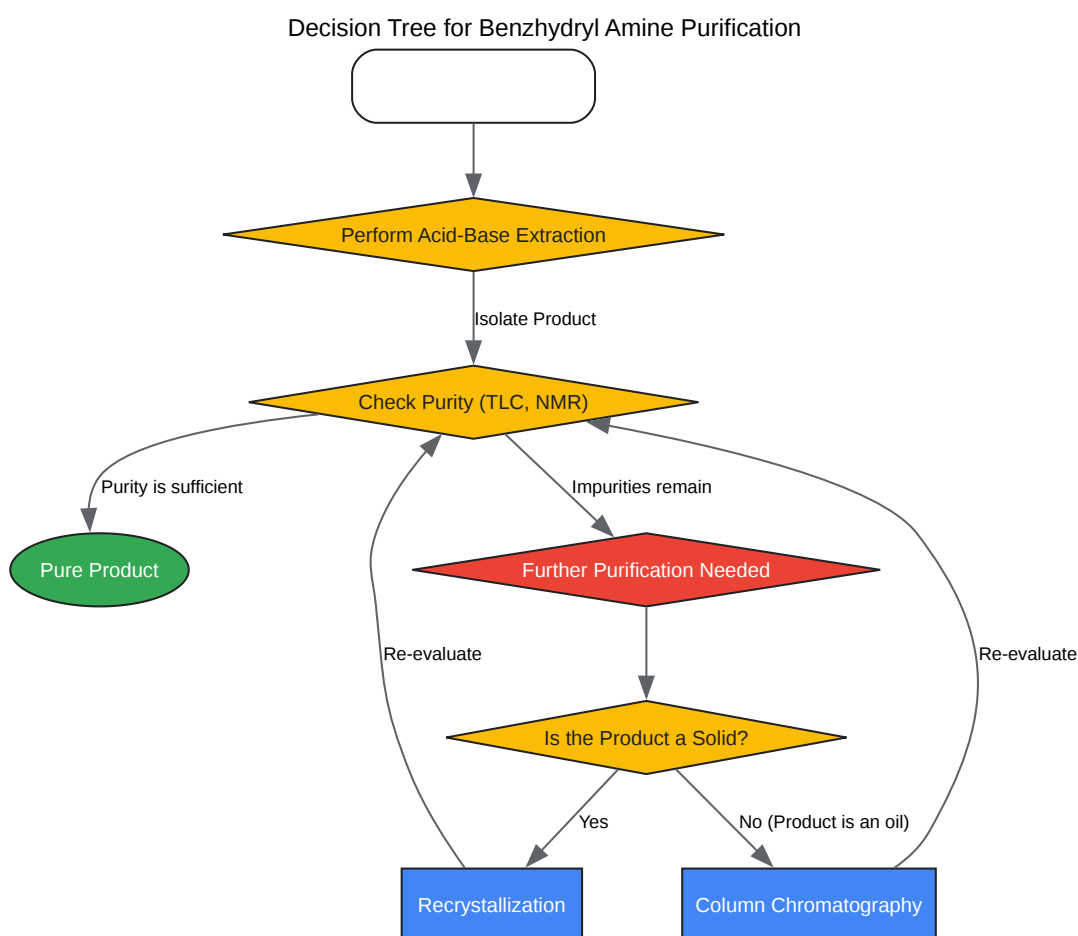 Decision Tree for Benzhydryl Amine Purification
Perform Acid-Base Extraction
Isolate Product
Check Purity (TLC, NMR)
Purity is sufficient
Impurities remain
Pure Product
Further Purification Needed
Re-evaluate
Re-evaluate
Is the Product a Solid?
Yes
No (Product is an oil)
Recrystallization
Column Chromatography